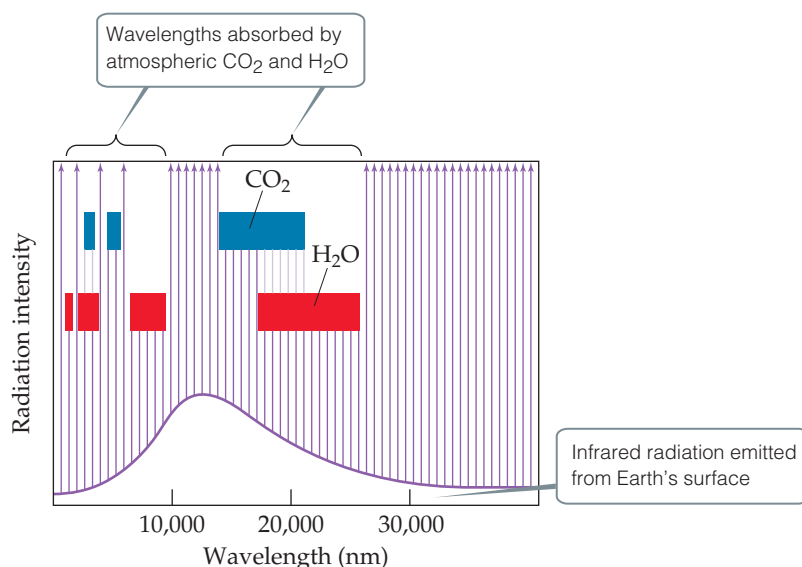 Wavelengths absorbed by
atmospheric CO₂ and H₂O
CO₂
H₂O
Radiation intensity
Infrared radiation emitted
from Earth's surface
10,000 20,000 30,000
Wavelength (nm)